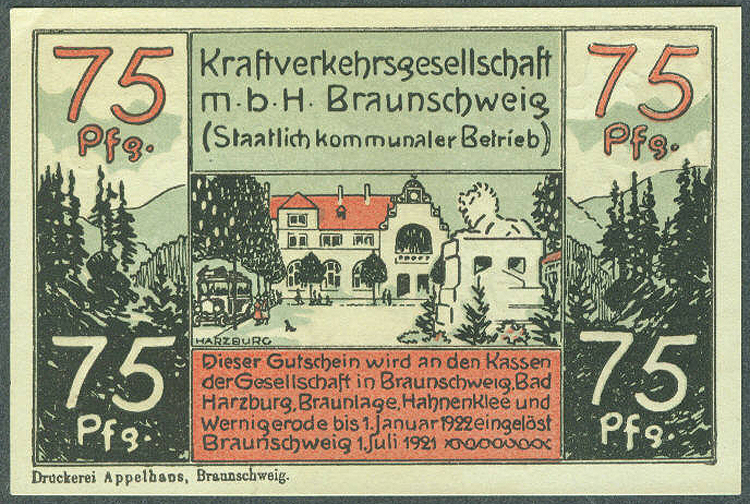 75
Pfg.
Kraftverkehrsgesellschaft
m.b.H. Braunschweig
(Staatlich kommunaler Betrieb)
75
Pfg.
HARZBURG
75
Pfg.
Dieser Gutschein wird an den Kassen
der Gesellschaft in Braunschweig, Bad
Harzburg, Braunlage, Hahnenklee und
Wernigerode bis 1. Januar 1922 eingelöst
Braunschweig 1. Juli 1921
75
Pfg.
Druckerei Appelhans, Braunschweig.